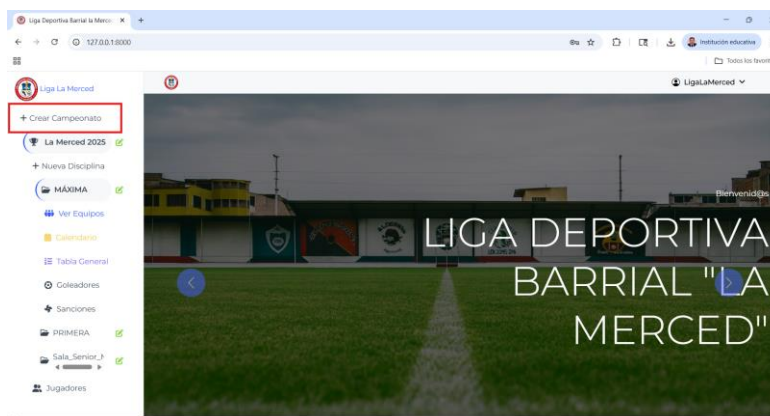 Liga Deportiva Barrial la Merce
127.0.0.1:8000
Institución educativa
Todos los favorit
Liga La Merced
LigaLaMerced
+ Crear Campeonato
La Merced 2025
+ Nueva Disciplina
MÁXIMA
Bienvenid@s
Ver Equipos
LIGA DEPORTIVA
Calendario
Tabla General
BARRIAL "LA
Goleadores
Sanciones
MERCED"
PRIMERA
Sala_Senior_M
Jugadores